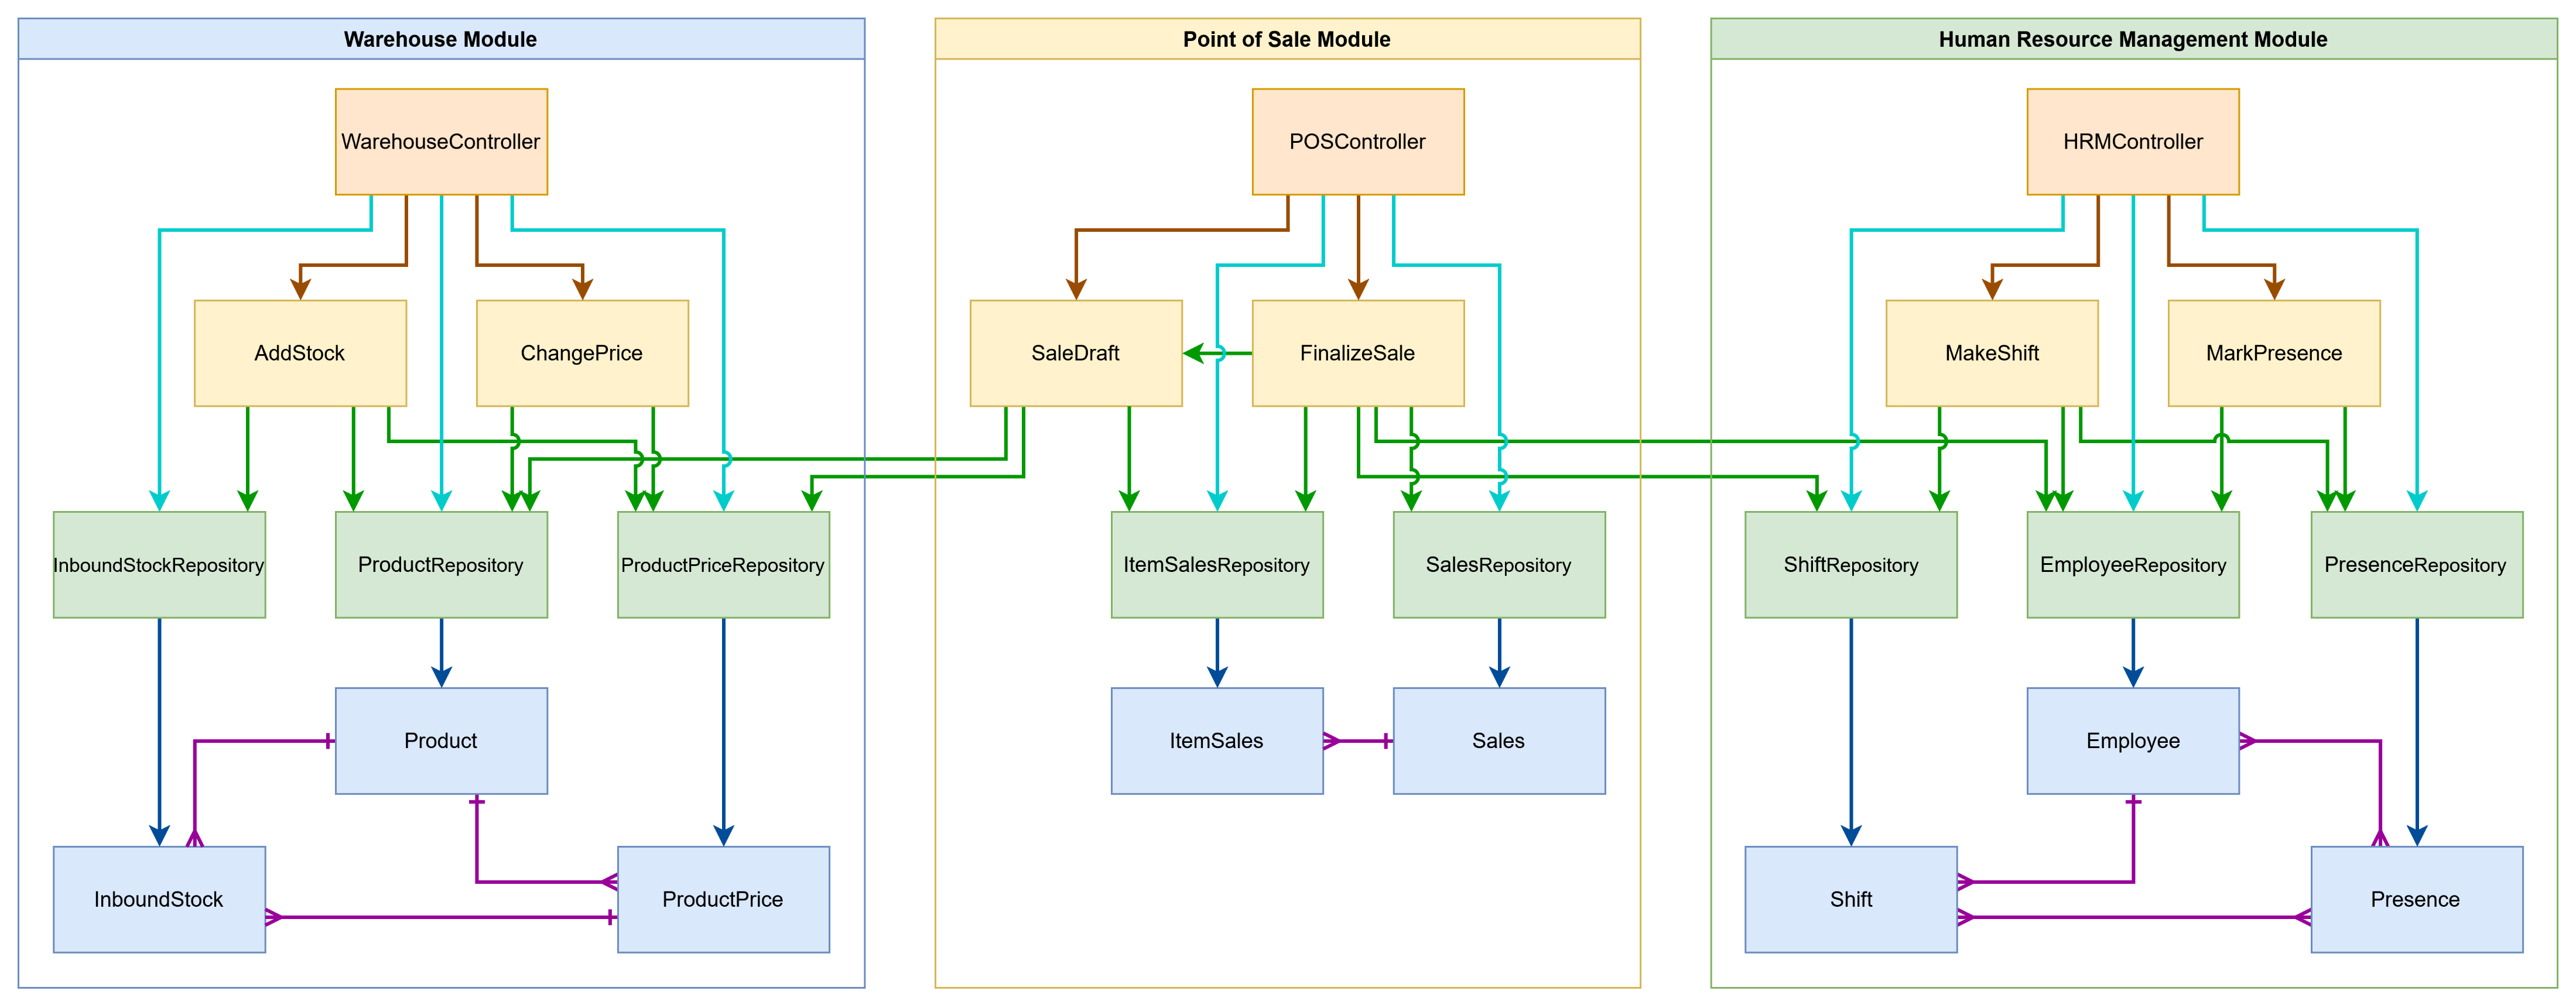 Warehouse Module
Point of Sale Module
Human Resource Management Module
WarehouseController
POSController
HRMController
AddStock
ChangePrice
SaleDraft
FinalizeSale
MakeShift
MarkPresence
InboundStockRepository
ProductRepository
ProductPriceRepository
ItemSalesRepository
SalesRepository
ShiftRepository
EmployeeRepository
PresenceRepository
Product
ItemSales
Sales
Employee
InboundStock
ProductPrice
Shift
Presence